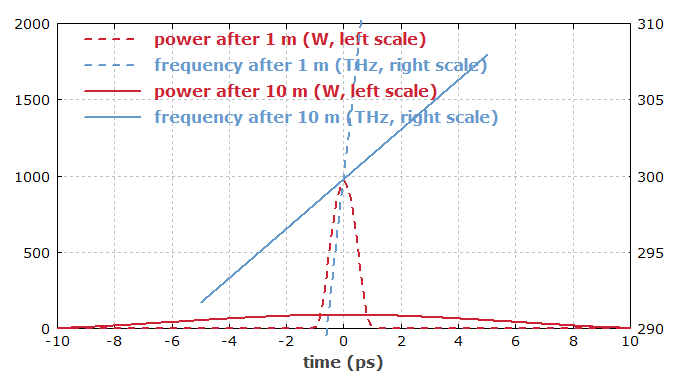 2000
1500
1000
500
0
310
305
300
295
290
power after 1 m (W, left scale)
frequency after 1 m (THz, right scale)
power after 10 m (W, left scale)
frequency after 10 m (THz, right scale)
-10 -8 -6 -4 -2 0 2 4 6 8 10
time (ps)